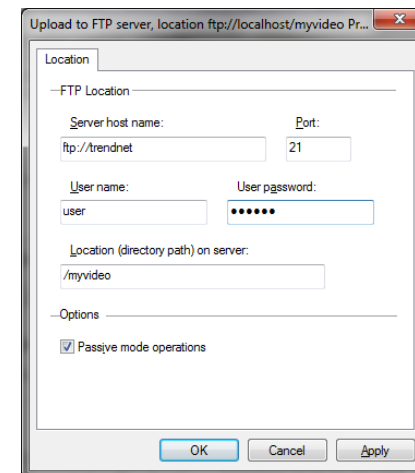 Upload to FTP server, location ftp://localhost/myvideo Pr...
Location
FTP Location
Server host name: Port:
ftp://trendnet 21
User name: User password:
user ●●●●●●
Location (directory path) on server:
/myvideo
Options
Passive mode operations
OK Cancel Apply